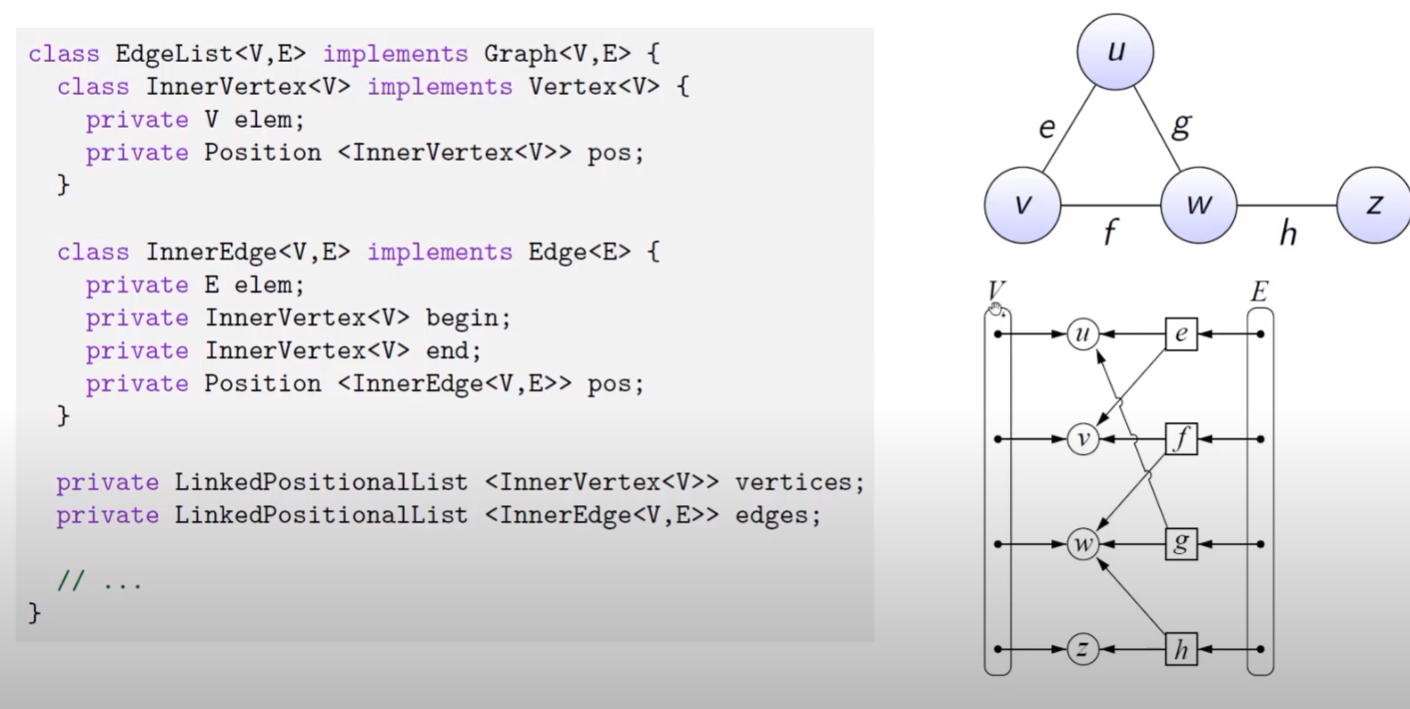 class EdgeList<V,E> implements Graph<V,E> {
class InnerVertex<V> implements Vertex<V> {
private V elem;
private Position <InnerVertex<V>> pos;
}
class InnerEdge<V,E> implements Edge<E> {
private E elem;
private InnerVertex<V> begin;
private InnerVertex<V> end;
private Position <InnerEdge<V,E>> pos;
}
private LinkedPositionalList <InnerVertex<V>> vertices;
private LinkedPositionalList <InnerEdge<V,E>> edges;
// ...
}
u
e g
v w z
f h
V E
u e
v f
w g
z h